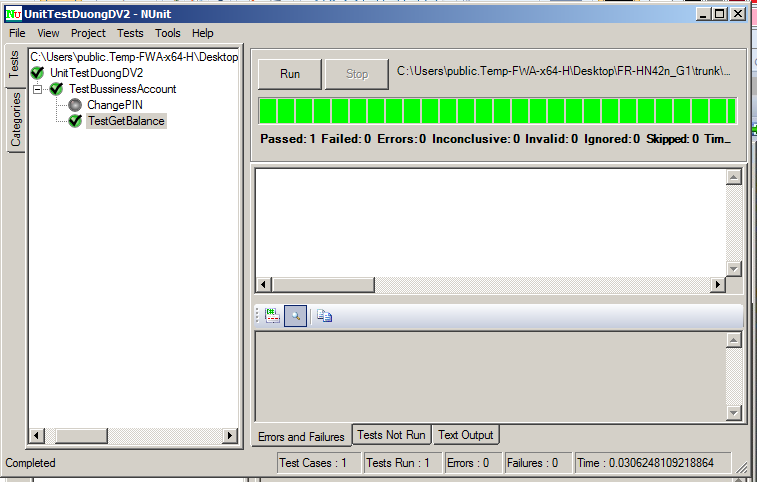 UnitTestDuongDV2 - NUnit
File View Project Tests Tools Help
Tests
Categories
C:\Users\public.Temp-FWA-x64-H\Desktop
UnitTestDuongDV2
TestBussinessAccount
ChangePIN
TestGetBalance
Run Stop C:\Users\public.Temp-FWA-x64-H\Desktop\FR-HN42n_G1\trunk\...
Passed: 1 Failed: 0 Errors: 0 Inconclusive: 0 Invalid: 0 Ignored: 0 Skipped: 0 Tim...
Errors and Failures Tests Not Run Text Output
Completed Test Cases : 1 Tests Run : 1 Errors : 0 Failures : 0 Time : 0.0306248109218864